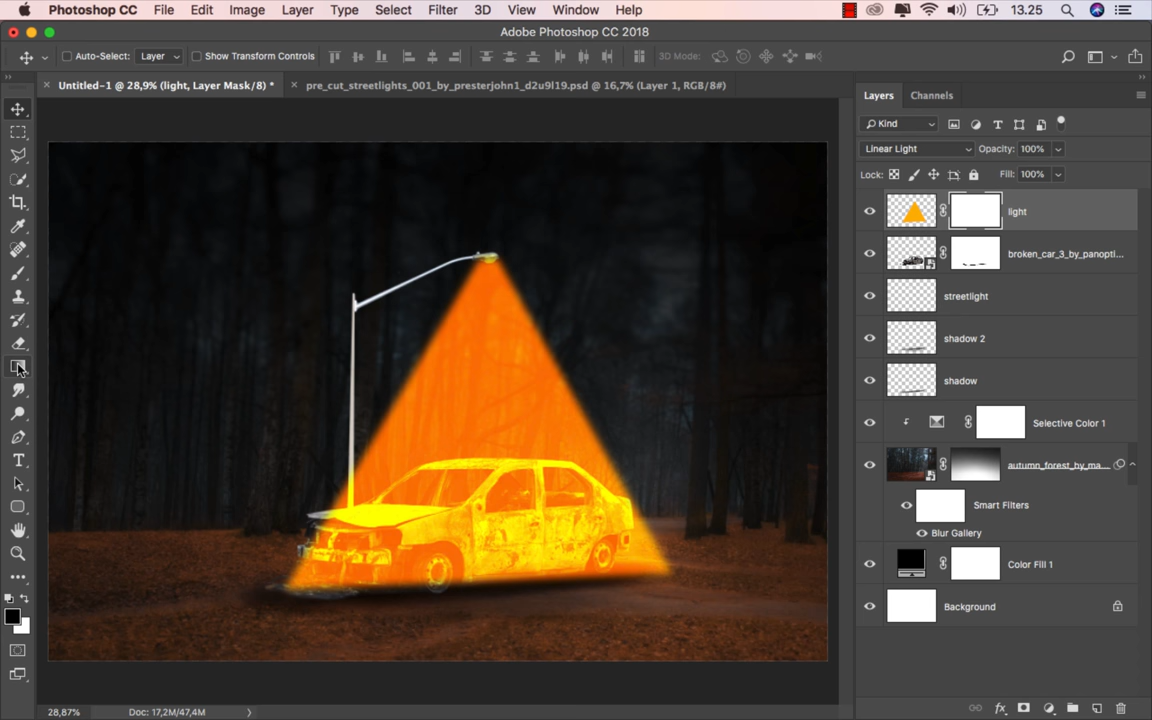 Photoshop CC File Edit Image Layer Type Select Filter 3D View Window Help 13.25
Adobe Photoshop CC 2018
Auto-Select: Layer Show Transform Controls 3D Mode:
Untitled-1 @ 28,9% (light, Layer Mask/8) * pre_cut_streetlights_001_by_presterjohn1_d2u9l19.psd @ 16,7% (Layer 1, RGB/8#)
Layers Channels
Kind
Linear Light Opacity: 100%
Lock: Fill: 100%
light
broken_car_3_by_panopti...
streetlight
shadow 2
shadow
Selective Color 1
autumn_forest_by_ma...
Smart Filters
Blur Gallery
Color Fill 1
Background
28,87% Doc: 17,2M/47,4M